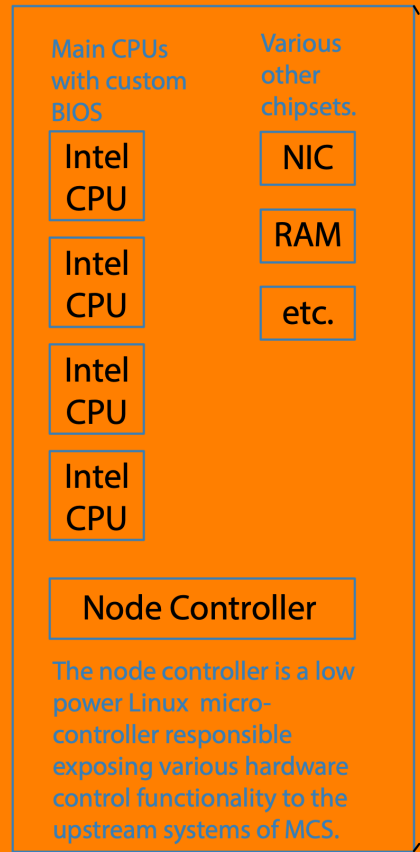 Main CPUs
with custom
BIOS
Various
other
chipsets.
Intel
CPU
Intel
CPU
Intel
CPU
Intel
CPU
NIC
RAM
etc.
Node Controller
The node controller is a low
power Linux micro-
controller responsible
exposing various hardware
control functionality to the
upstream systems of MCS.